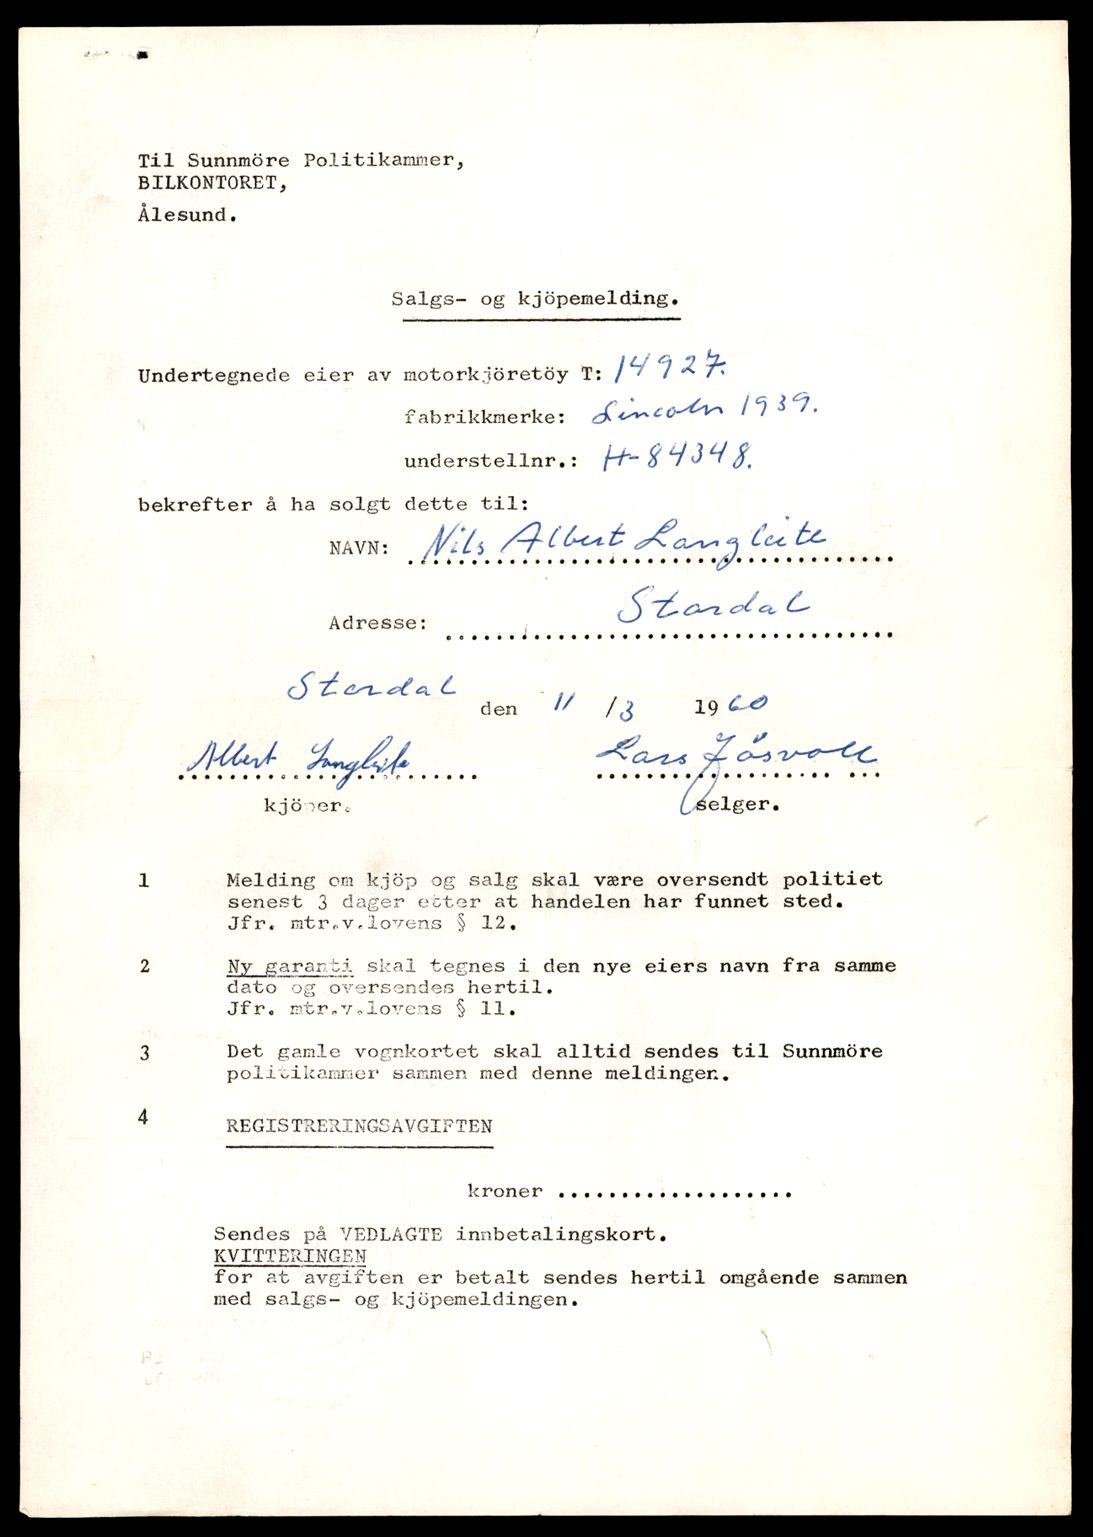 Til Sunnmöre Politikammer,
BILKONTORET,
Ålesund.
Salgs- og kjöpemelding.
Undertegnede eier av motorkjöretöy T: 14927.
fabrikkmerke: Lincoln 1939.
understellnr.: H-84348.
bekrefter å ha solgt dette til:
NAVN: Nils Albert Langleite
Adresse: Stordal
Stordal den 11 /3 1960
Albert Langleite Lars Jösvoll
kjöper. selger.
1 Melding om kjöp og salg skal være oversendt politiet
senest 3 dager etter at handelen har funnet sted.
Jfr. mtr.v.lovens § 12.
2 Ny garanti skal tegnes i den nye eiers navn fra samme
dato og oversendes hertil.
Jfr. mtr.v.lovens § 11.
3 Det gamle vognkortet skal alltid sendes til Sunnmöre
politikammer sammen med denne meldingen.
4 REGISTRERINGSAVGIFTEN
kroner ...................
Sendes på VEDLAGTE innbetalingskort.
KVITTERINGEN
for at avgiften er betalt sendes hertil omgående sammen
med salgs- og kjöpemeldingen.